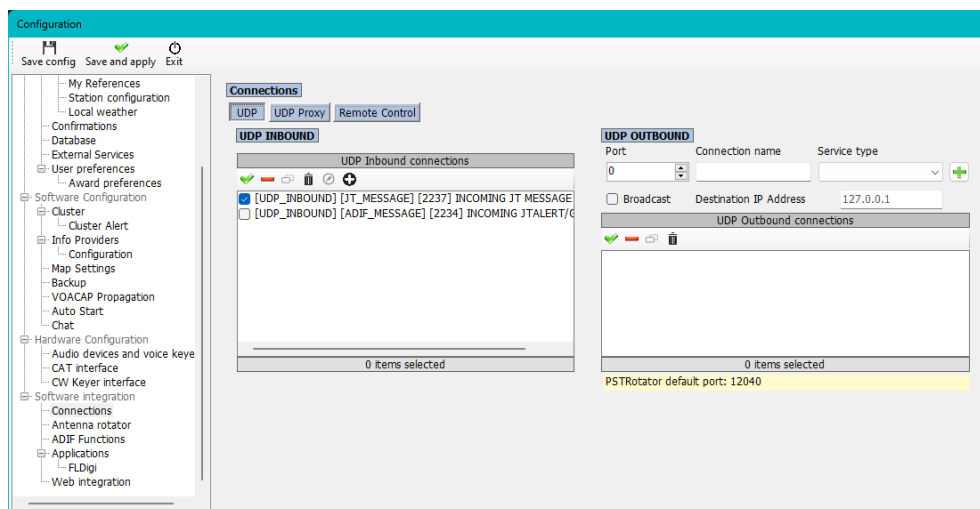 Configuration
Save config Save and apply Exit
My References
Station configuration
Local weather
Confirmations
Database
External Services
User preferences
Award preferences
Software Configuration
Cluster
Cluster Alert
Info Providers
Configuration
Map Settings
Backup
VOACAP Propagation
Auto Start
Chat
Hardware Configuration
Audio devices and voice keye
CAT interface
CW Keyer interface
Software integration
Connections
Antenna rotator
ADIF Functions
Applications
FLDigi
Web integration
Connections
UDP UDP Proxy Remote Control
UDP INBOUND
UDP Inbound connections
[UDP_INBOUND] [JT_MESSAGE] [2237] INCOMING JT MESSAGE
[UDP_INBOUND] [ADIF_MESSAGE] [2234] INCOMING JTALERT/
0 items selected
UDP OUTBOUND
Port Connection name Service type
0
Broadcast Destination IP Address 127.0.0.1
UDP Outbound connections
0 items selected
PSTRotator default port: 12040